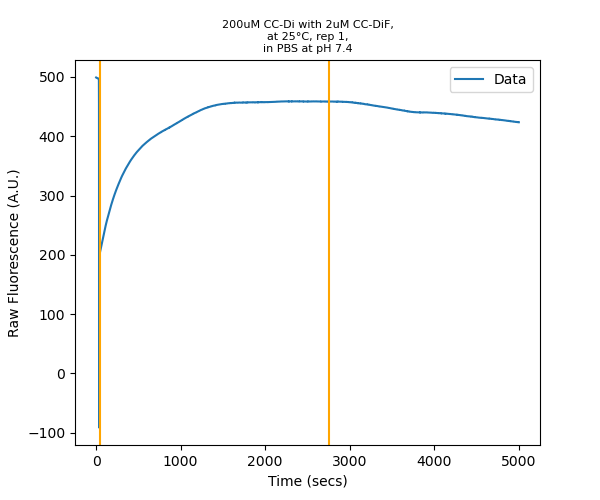 200uM CC-Di with 2uM CC-DiF,
at 25°C, rep 1,
in PBS at pH 7.4
Data
Raw Fluorescence (A.U.)
500
400
300
200
100
0
−100
0 1000 2000 3000 4000 5000
Time (secs)